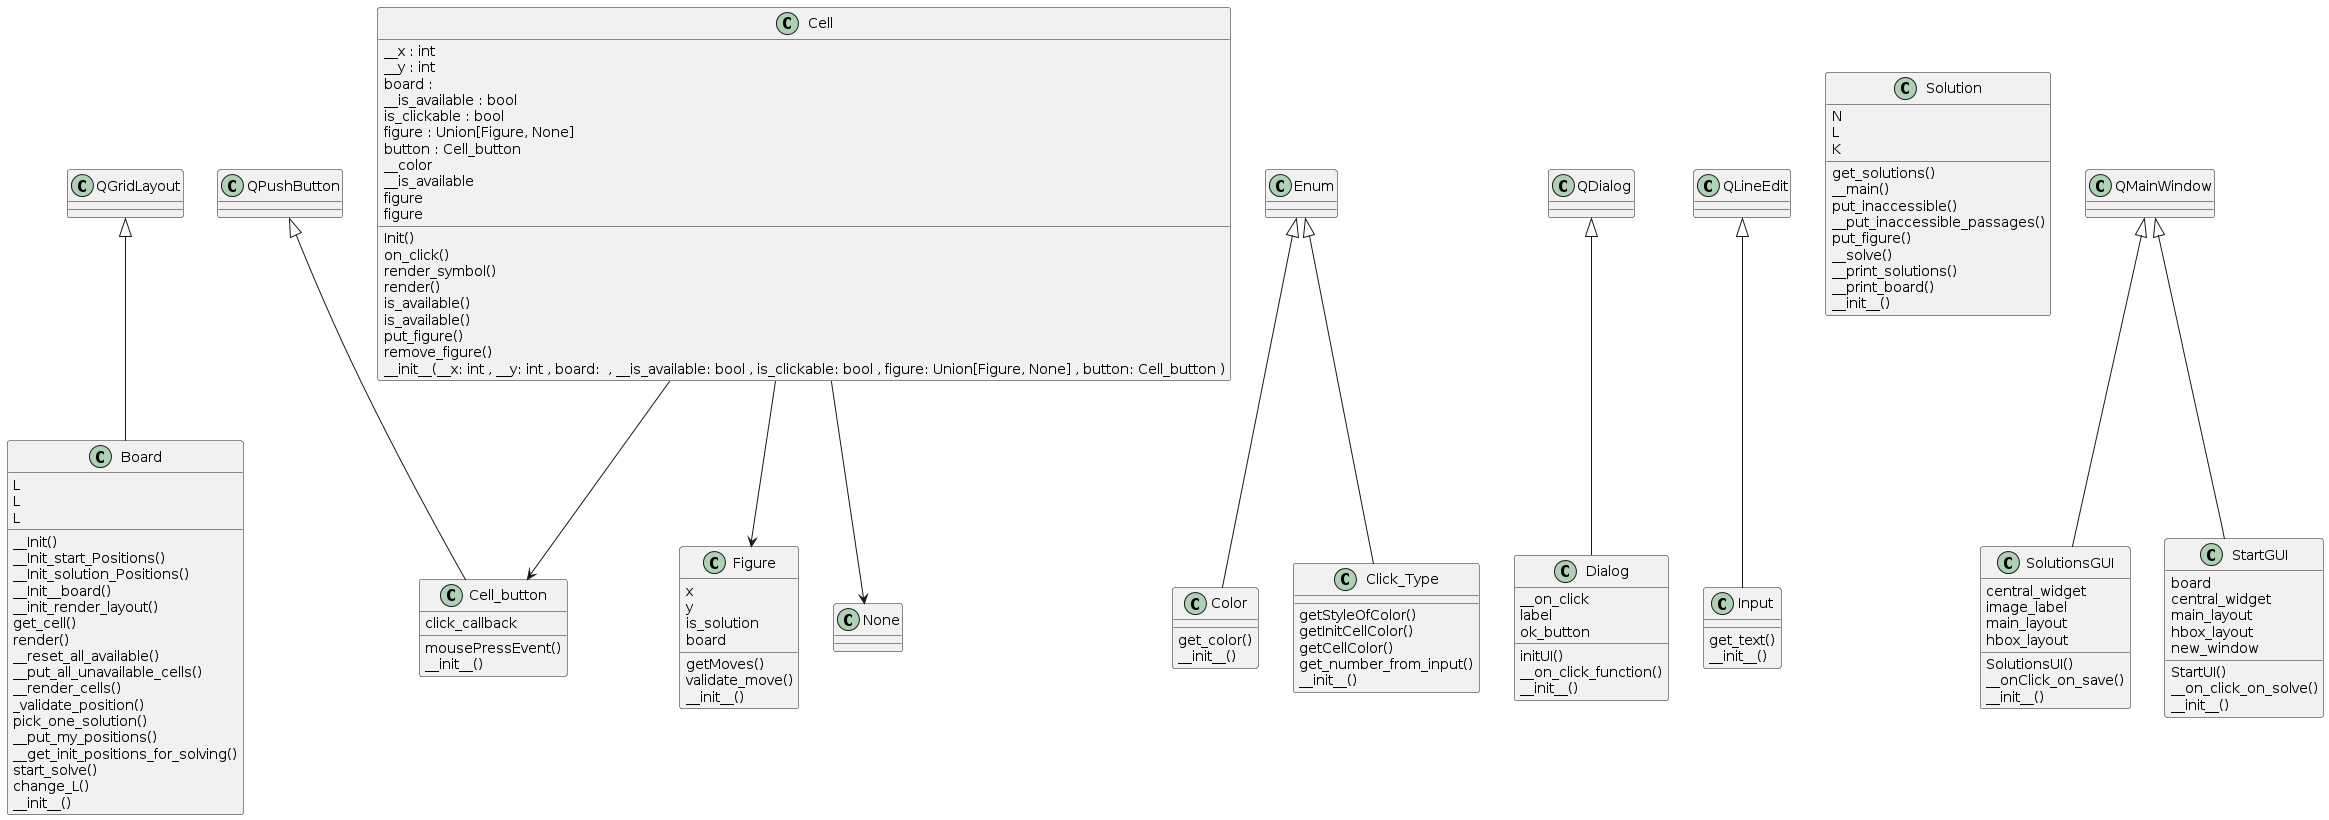 QGridLayout
QPushButton
Cell
__x : int
__y : int
board :
__is_available : bool
is_clickable : bool
figure : Union[Figure, None]
button : Cell_button
__color
__is_available
figure
figure
Init()
on_click()
render_symbol()
render()
is_available()
is_available()
put_figure()
remove_figure()
__init__(__x: int , __y: int , board:  , __is_available: bool , is_clickable: bool , figure: Union[Figure, None] , button: Cell_button )
Enum
QDialog
QLineEdit
Solution
N
L
K
get_solutions()
__main()
put_inaccessible()
__put_inaccessible_passages()
put_figure()
__solve()
__print_solutions()
__print_board()
__init__()
QMainWindow
Board
L
L
L
__Init()
__Init_start_Positions()
__Init_solution_Positions()
__Init__board()
__init_render_layout()
get_cell()
render()
__reset_all_available()
__put_all_unavailable_cells()
__render_cells()
_validate_position()
pick_one_solution()
__put_my_positions()
__get_init_positions_for_solving()
start_solve()
change_L()
__init__()
Cell_button
click_callback
mousePressEvent()
__init__()
Figure
x
y
is_solution
board
getMoves()
validate_move()
__init__()
None
Color
get_color()
__init__()
Click_Type
getStyleOfColor()
getInitCellColor()
getCellColor()
get_number_from_input()
__init__()
Dialog
__on_click
label
ok_button
initUI()
__on_click_function()
__init__()
Input
get_text()
__init__()
SolutionsGUI
central_widget
image_label
main_layout
hbox_layout
SolutionsUI()
__onClick_on_save()
__init__()
StartGUI
board
central_widget
main_layout
hbox_layout
new_window
StartUI()
__on_click_on_solve()
__init__()